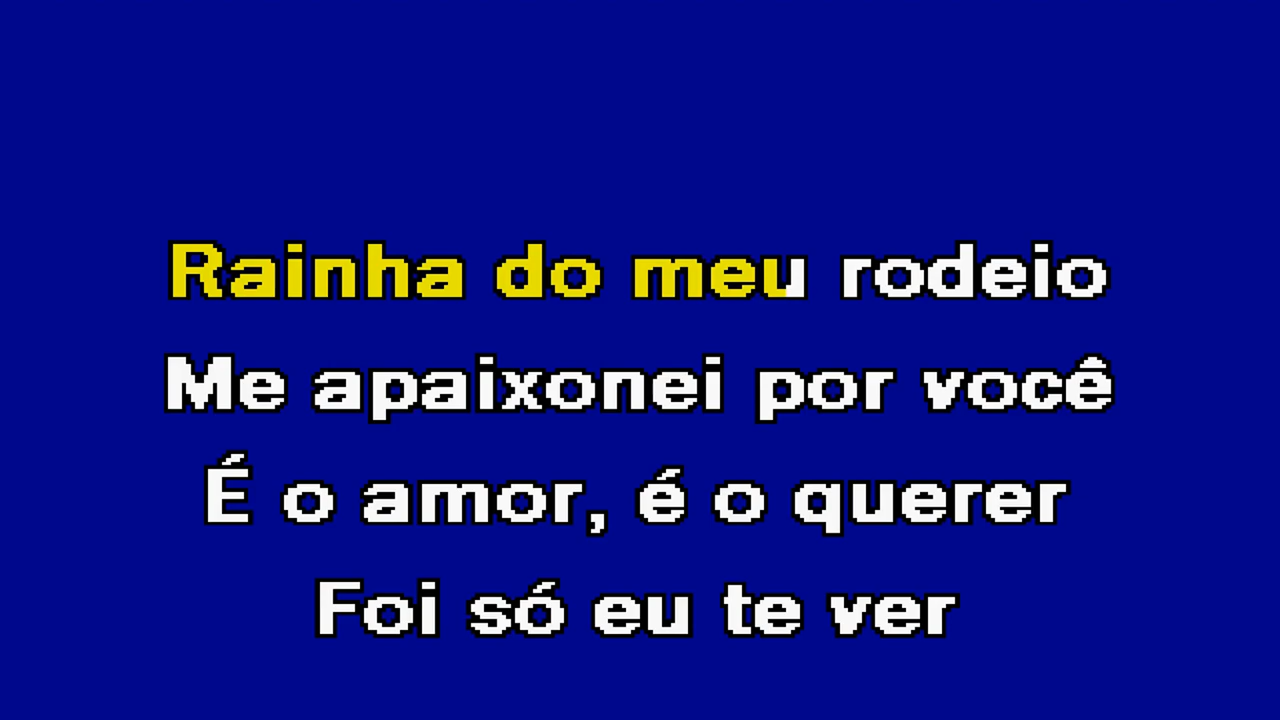 Rainha do meu rodeio
Me apaixonei por você
É o amor, é o querer
Foi só eu te ver